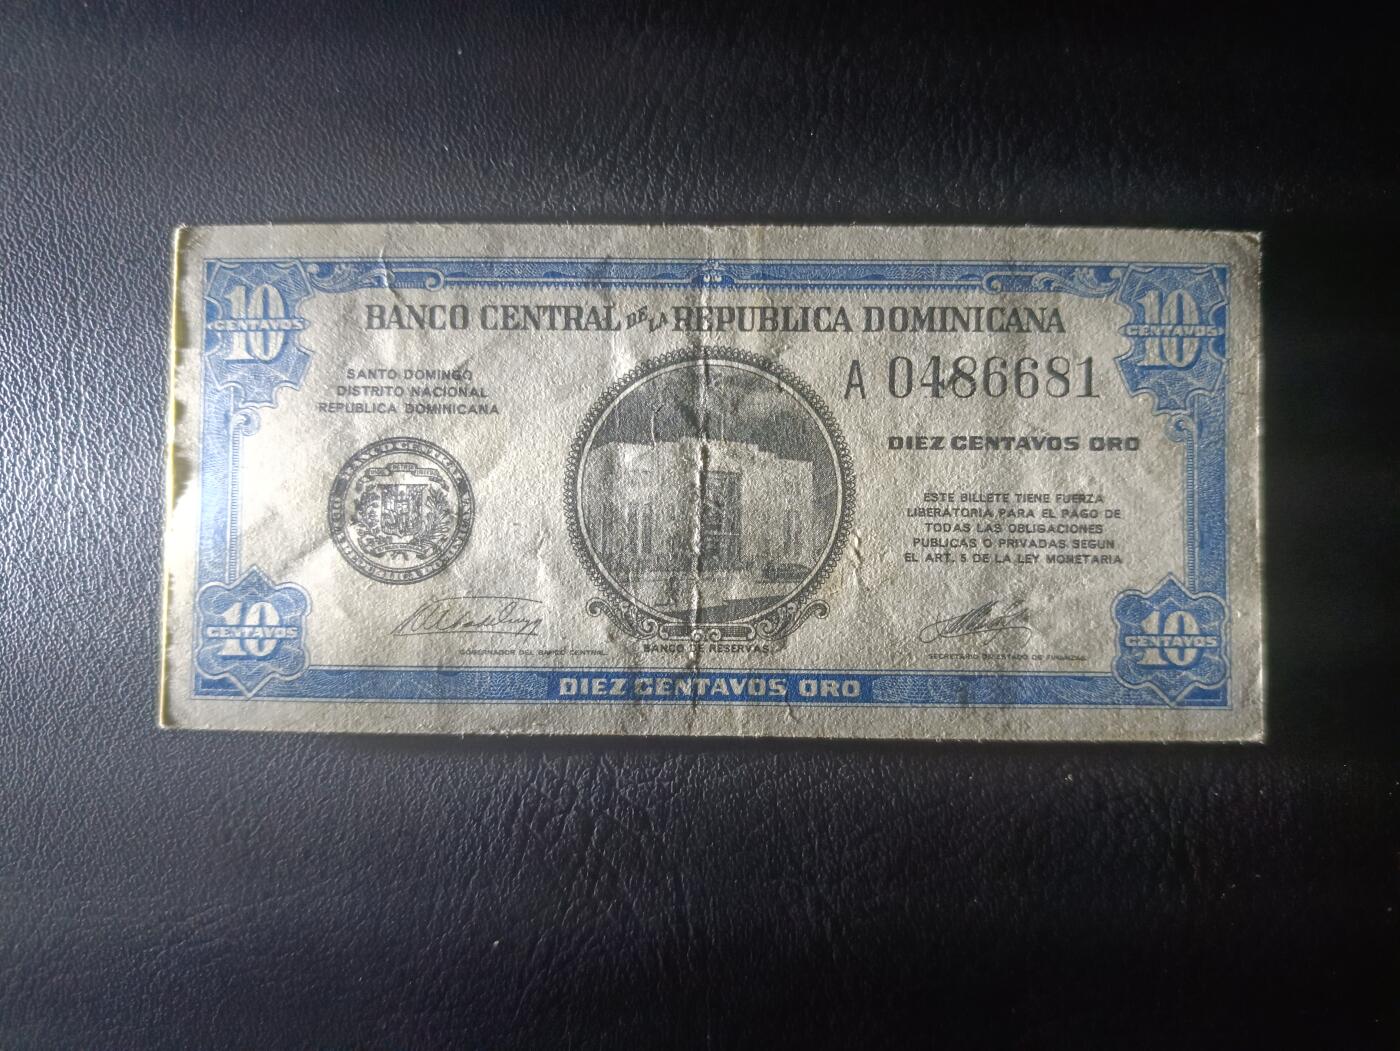 10
CENTAVOS
10
CENTAVOS
BANCO CENTRAL DE LA REPUBLICA DOMINICANA
A 0486681
SANTO DOMINGO
DISTRITO NACIONAL
REPUBLICA DOMINICANA
DIEZ CENTAVOS ORO
ESTE BILLETE TIENE FUERZA
LIBERATORIA PARA EL PAGO DE
TODAS LAS OBLIGACIONES
PUBLICAS O PRIVADAS SEGUN
EL ART. 5 DE LA LEY MONETARIA
GOBERNADOR DEL BANCO CENTRAL
BANCO DE RESERVAS
SECRETARIO DE ESTADO DE FINANZAS
10
CENTAVOS
10
CENTAVOS
DIEZ CENTAVOS ORO